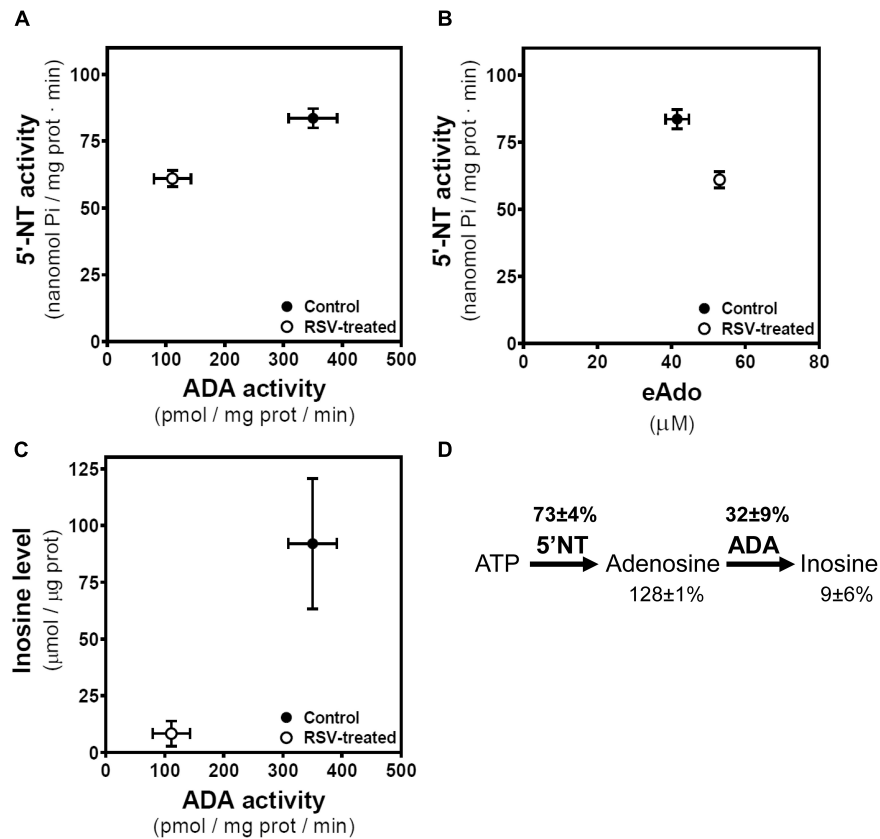 A
5'-NT activity
(nanomol Pi / mg prot · min)
100
75
50
25
0
0 100 200 300 400 500
Control
RSV-treated
ADA activity
(pmol / mg prot / min)
B
5'-NT activity
(nanomol Pi / mg prot · min)
100
75
50
25
0
0 20 40 60 80
Control
RSV-treated
eAdo
(μM)
C
Inosine level
(μmol / μg prot)
125
100
75
50
25
0
0 100 200 300 400 500
Control
RSV-treated
ADA activity
(pmol / mg prot / min)
D
73±4% 32±9%
5’NT ADA
ATP Adenosine Inosine
128±1% 9±6%